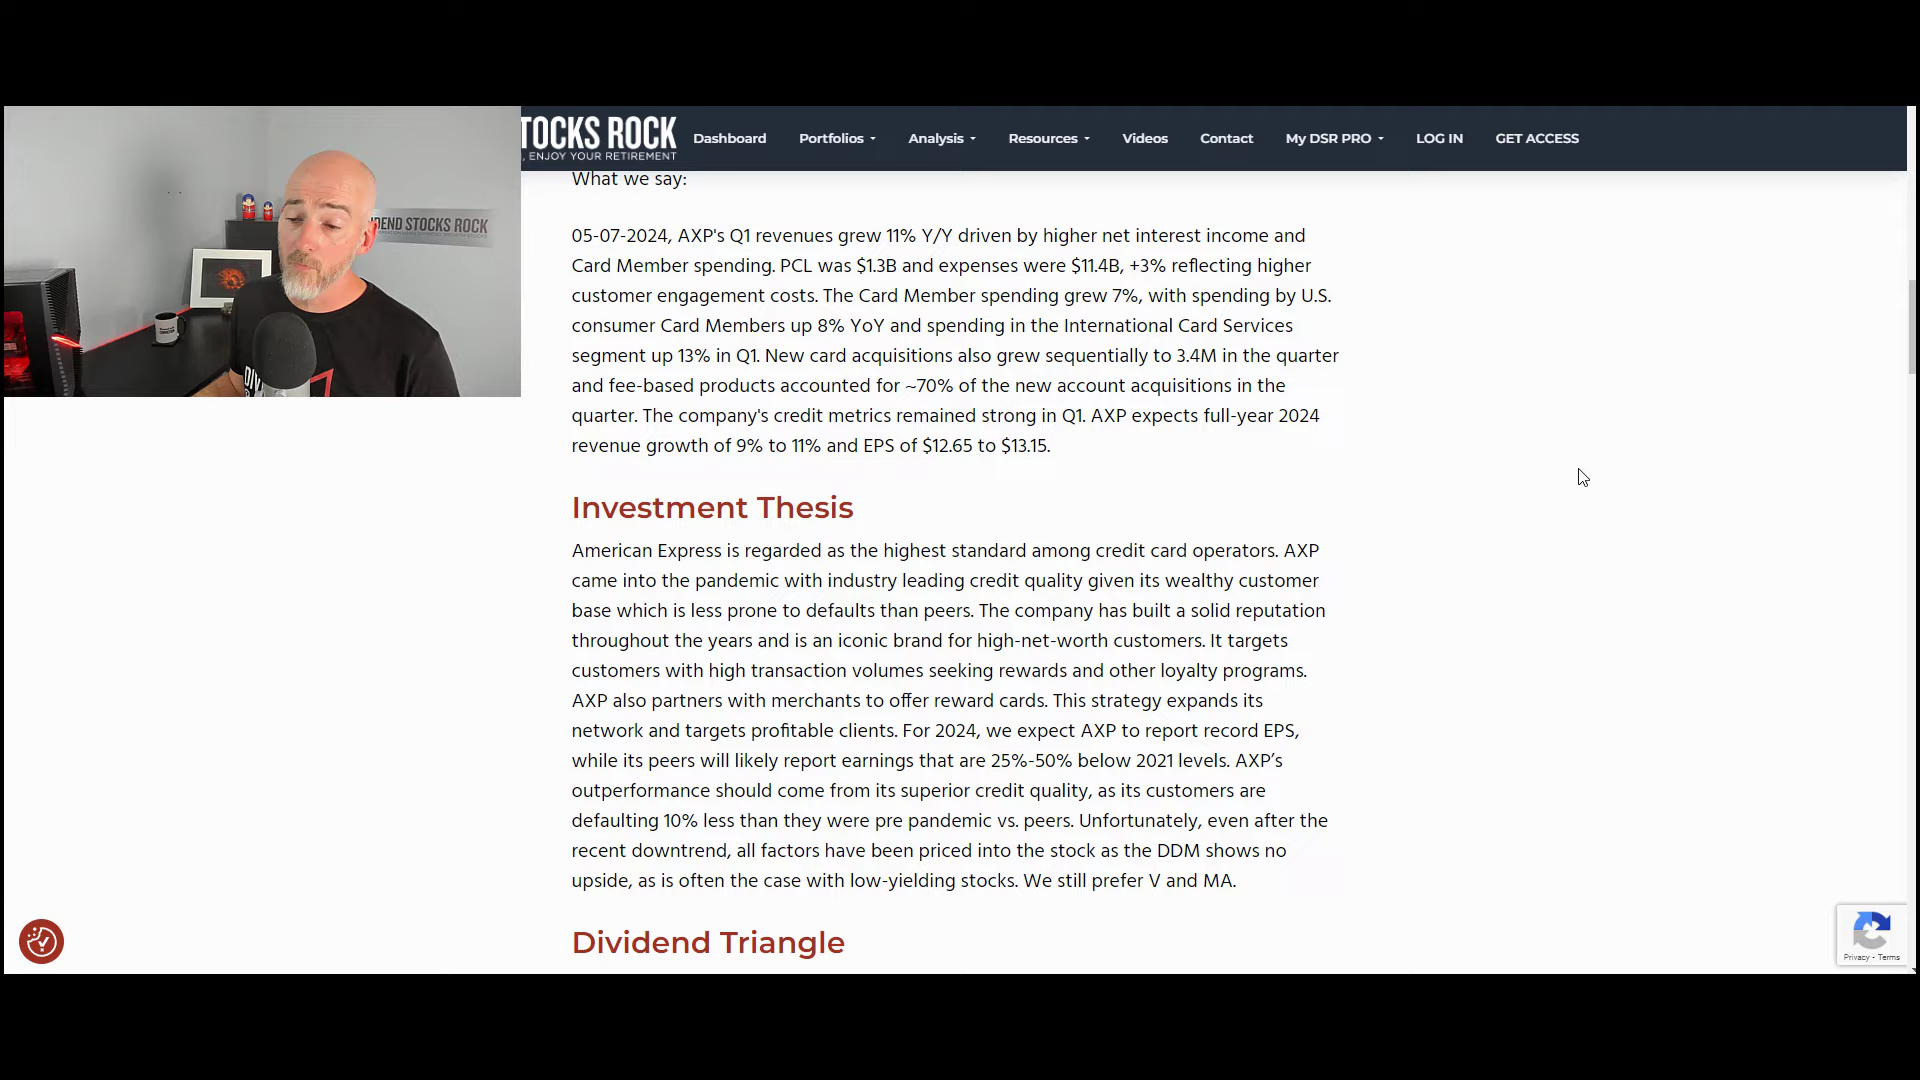 TOCKS ROCK
, ENJOY YOUR RETIREMENT
Dashboard Portfolios Analysis Resources Videos Contact My DSR PRO LOG IN GET ACCESS
DEND STOCKS ROCK
DIV
What we say:
05-07-2024, AXP's Q1 revenues grew 11% Y/Y driven by higher net interest income and
Card Member spending. PCL was $1.3B and expenses were $11.4B, +3% reflecting higher
customer engagement costs. The Card Member spending grew 7%, with spending by U.S.
consumer Card Members up 8% YoY and spending in the International Card Services
segment up 13% in Q1. New card acquisitions also grew sequentially to 3.4M in the quarter
and fee-based products accounted for ~70% of the new account acquisitions in the
quarter. The company's credit metrics remained strong in Q1. AXP expects full-year 2024
revenue growth of 9% to 11% and EPS of $12.65 to $13.15.
Investment Thesis
American Express is regarded as the highest standard among credit card operators. AXP
came into the pandemic with industry leading credit quality given its wealthy customer
base which is less prone to defaults than peers. The company has built a solid reputation
throughout the years and is an iconic brand for high-net-worth customers. It targets
customers with high transaction volumes seeking rewards and other loyalty programs.
AXP also partners with merchants to offer reward cards. This strategy expands its
network and targets profitable clients. For 2024, we expect AXP to report record EPS,
while its peers will likely report earnings that are 25%-50% below 2021 levels. AXP’s
outperformance should come from its superior credit quality, as its customers are
defaulting 10% less than they were pre pandemic vs. peers. Unfortunately, even after the
recent downtrend, all factors have been priced into the stock as the DDM shows no
upside, as is often the case with low-yielding stocks. We still prefer V and MA.
Dividend Triangle
Privacy - Terms